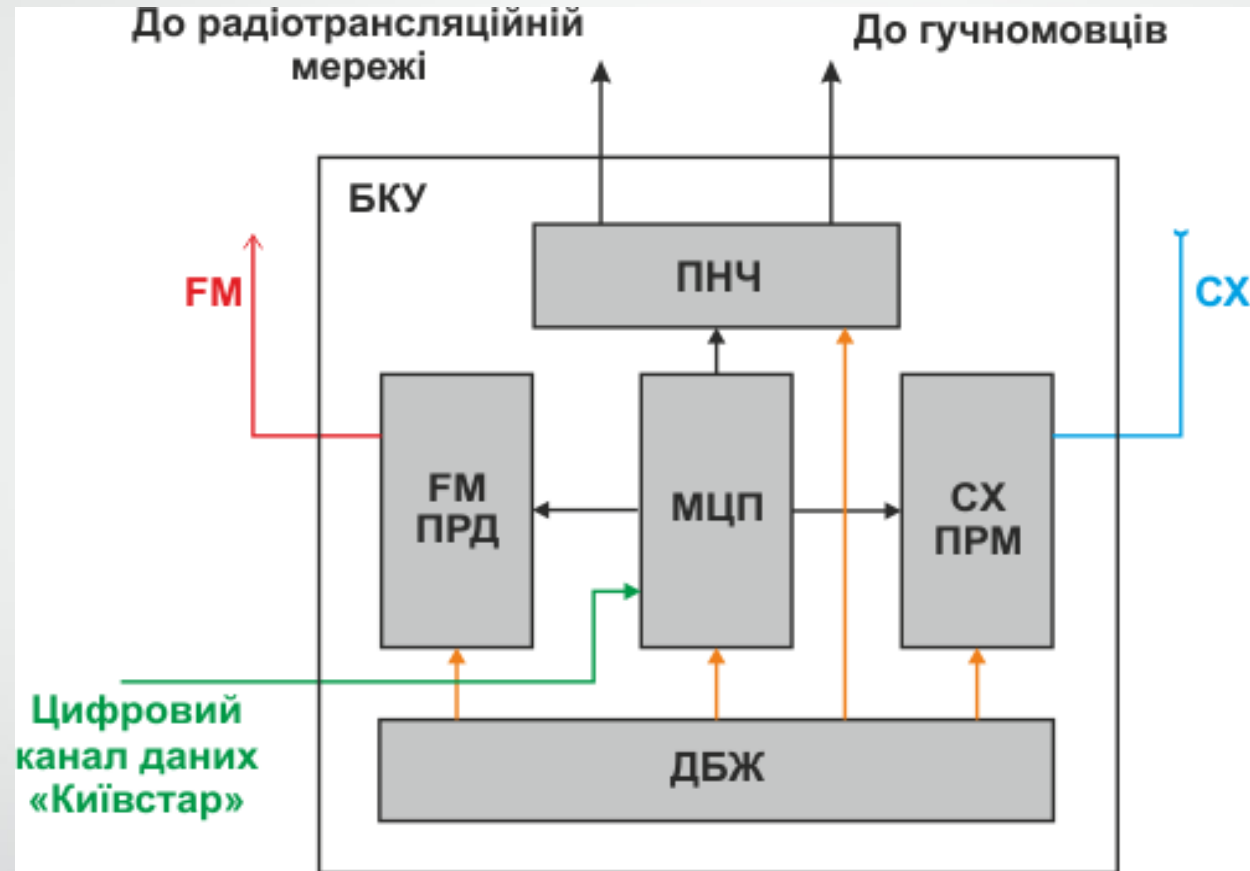 До радіотрансляційній
мережі
До гучномовців
БКУ
ПНЧ
FM
СХ
FM
ПРД
МЦП
СХ
ПРМ
Цифровий
канал даних
«Київстар»
ДБЖ